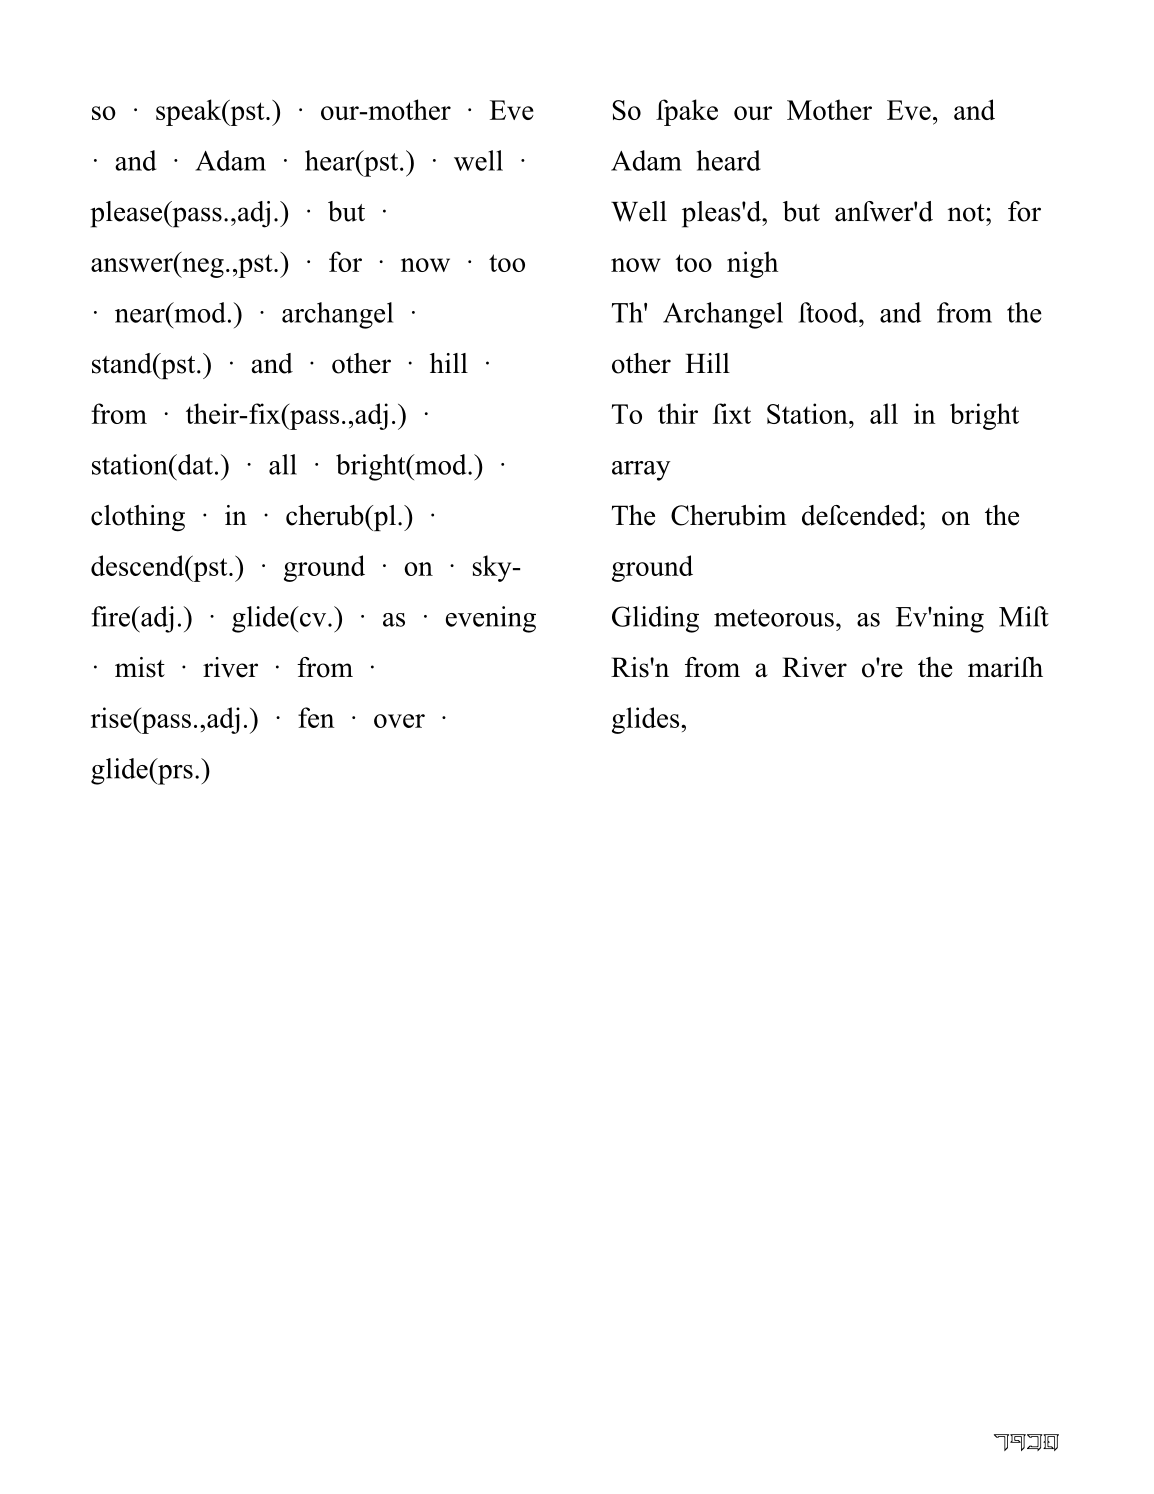 so · speak(pst.) · our-mother · Eve
· and · Adam · hear(pst.) · well ·
please(pass.,adj.) · but ·
answer(neg.,pst.) · for · now · too
· near(mod.) · archangel ·
stand(pst.) · and · other · hill ·
from · their-fix(pass.,adj.) ·
station(dat.) · all · bright(mod.) ·
clothing · in · cherub(pl.) ·
descend(pst.) · ground · on · sky-
fire(adj.) · glide(cv.) · as · evening
· mist · river · from ·
rise(pass.,adj.) · fen · over ·
glide(prs.)
So ſpake our Mother Eve, and
Adam heard
Well pleas'd, but anſwer'd not; for
now too nigh
Th' Archangel ſtood, and from the
other Hill
To thir ſixt Station, all in bright
array
The Cherubim deſcended; on the
ground
Gliding meteorous, as Ev'ning Miſt
Ris'n from a River o're the mariſh
glides,